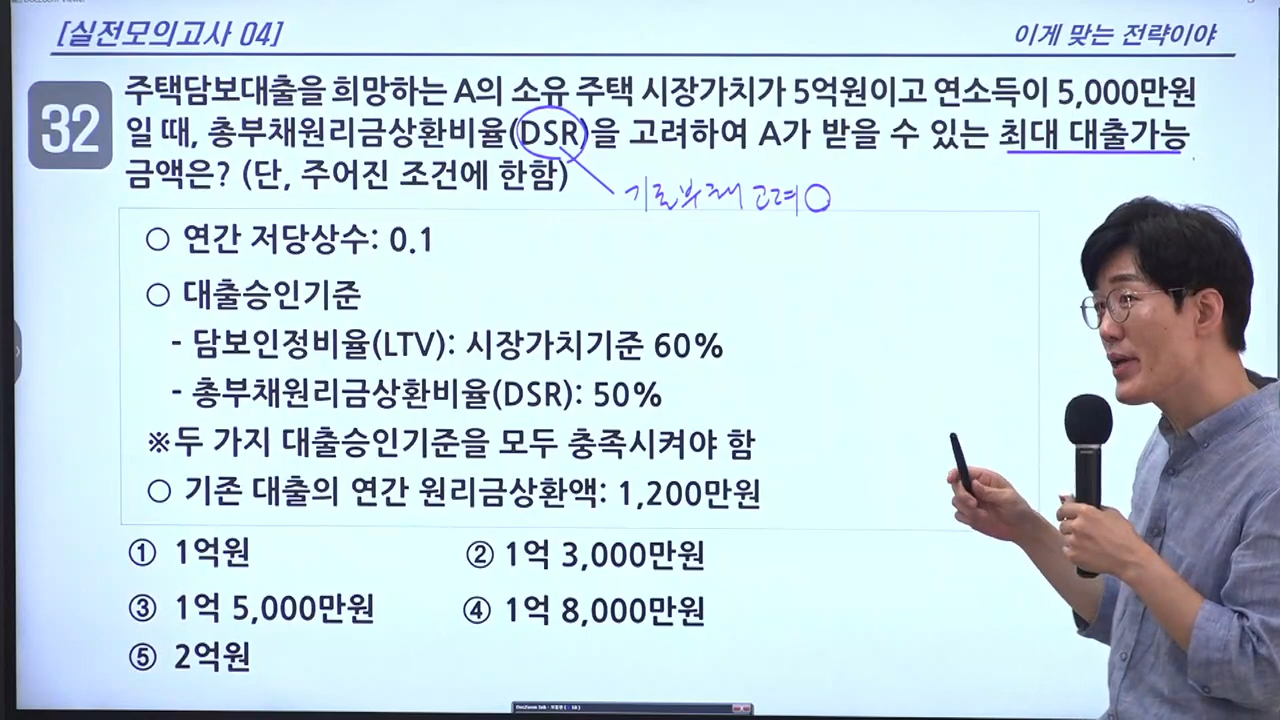 [실전모의고사 04]
이게 맞는 전략이야
32
주택담보대출을 희망하는 A의 소유 주택 시장가치가 5억원이고 연소득이 5,000만원
일 때, 총부채원리금상환비율(DSR)을 고려하여 A가 받을 수 있는 최대 대출가능
금액은? (단, 주어진 조건에 한함)
기존부채 고려○
○ 연간 저당상수: 0.1
○ 대출승인기준
- 담보인정비율(LTV): 시장가치기준 60%
- 총부채원리금상환비율(DSR): 50%
※두 가지 대출승인기준을 모두 충족시켜야 함
○ 기존 대출의 연간 원리금상환액: 1,200만원
① 1억원 ② 1억 3,000만원
③ 1억 5,000만원 ④ 1억 8,000만원
⑤ 2억원